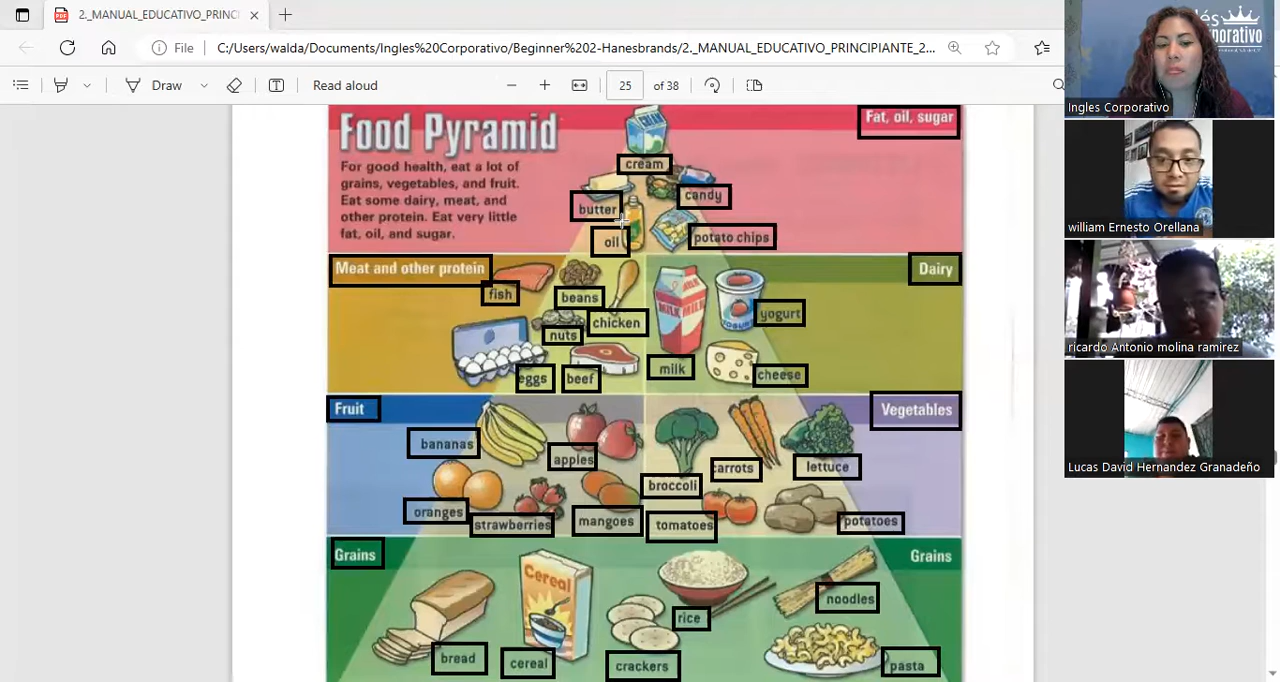 2._MANUAL_EDUCATIVO_PRINCI
File
C:/Users/walda/Documents/Ingles%20Corporativo/Beginner%202-Hanesbrands/2._MANUAL_EDUCATIVO_PRINCIPIANTE_2...
Draw
Read aloud
25
of 38
Food Pyramid
For good health, eat a lot of
grains, vegetables, and fruit.
Eat some dairy, meat, and
other protein. Eat very little
fat, oil, and sugar.
Fat, oil, sugar
CREAM
cream
candy
butter
oil
potato chips
Meat and other protein
Dairy
fish
beans
chicken
nuts
eggs
beef
MILK
MILK
YOGURT
yogurt
milk
cheese
Fruit
Vegetables
bananas
apples
oranges
strawberries
mangoes
broccoli
carrots
lettuce
tomatoes
potatoes
Grains
Grains
Cereal
bread
cereal
crackers
rice
noodles
pasta
Corporativo
Ingles Corporativo
william Ernesto Orellana
ricardo Antonio molina ramirez
Lucas David Hernandez Granadeño